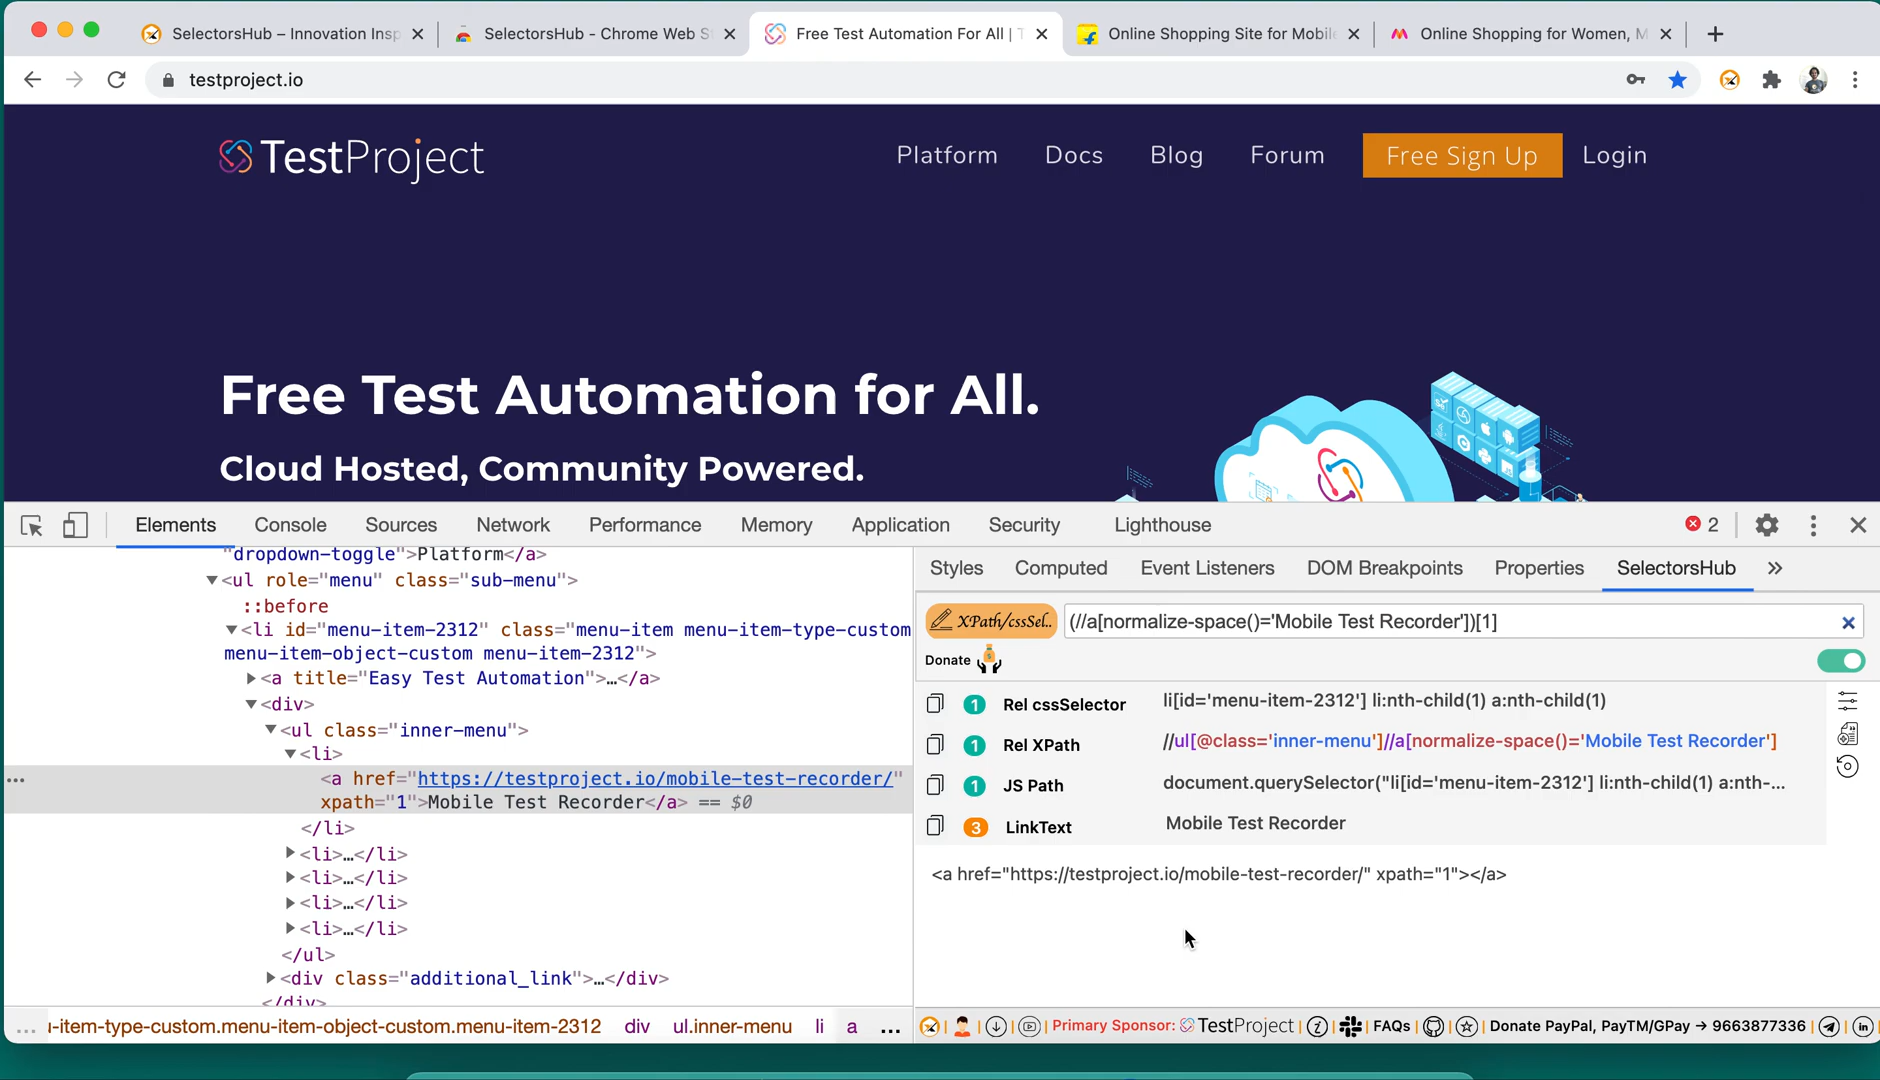 SelectorsHub – Innovation Insp
SelectorsHub - Chrome Web S
Free Test Automation For All | T
Online Shopping Site for Mobile
Online Shopping for Women, M
testproject.io
TestProject
Platform
Docs
Blog
Forum
Free Sign Up
Login
Free Test Automation for All.
Cloud Hosted, Community Powered.
Elements
Console
Sources
Network
Performance
Memory
Application
Security
Lighthouse
2
"dropdown-toggle">Platform</a>
▼<ul role="menu" class="sub-menu">
::before
▼<li id="menu-item-2312" class="menu-item menu-item-type-custom
menu-item-object-custom menu-item-2312">
▶<a title="Easy Test Automation">…</a>
▼<div>
▼<ul class="inner-menu">
▼<li>
<a href="https://testproject.io/mobile-test-recorder/"
xpath="1">Mobile Test Recorder</a> == $0
</li>
▶<li>…</li>
▶<li>…</li>
▶<li>…</li>
▶<li>…</li>
</ul>
▶<div class="additional_link">…</div>
</div>
... ı-item-type-custom.menu-item-object-custom.menu-item-2312 div ul.inner-menu li a ...
Styles
Computed
Event Listeners
DOM Breakpoints
Properties
SelectorsHub
»
XPath/cssSel..
(//a[normalize-space()='Mobile Test Recorder'])[1]
Donate
1 Rel cssSelector li[id='menu-item-2312'] li:nth-child(1) a:nth-child(1)
1 Rel XPath //ul[@class='inner-menu']//a[normalize-space()='Mobile Test Recorder']
1 JS Path document.querySelector("li[id='menu-item-2312'] li:nth-child(1) a:nth-...
3 LinkText Mobile Test Recorder
<a href="https://testproject.io/mobile-test-recorder/" xpath="1"></a>
Primary Sponsor: TestProject | FAQs | Donate PayPal, PayTM/GPay → 9663877336